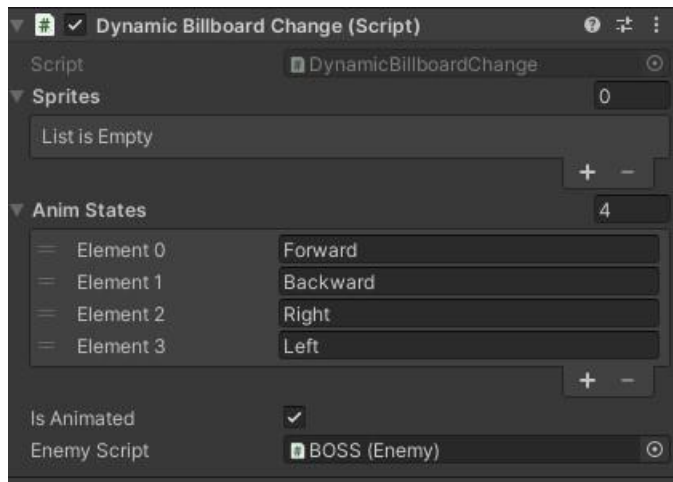 Dynamic Billboard Change (Script)
Script DynamicBillboardChange
Sprites 0
List is Empty
+ -
Anim States 4
Element 0 Forward
Element 1 Backward
Element 2 Right
Element 3 Left
+ -
Is Animated
Enemy Script BOSS (Enemy)